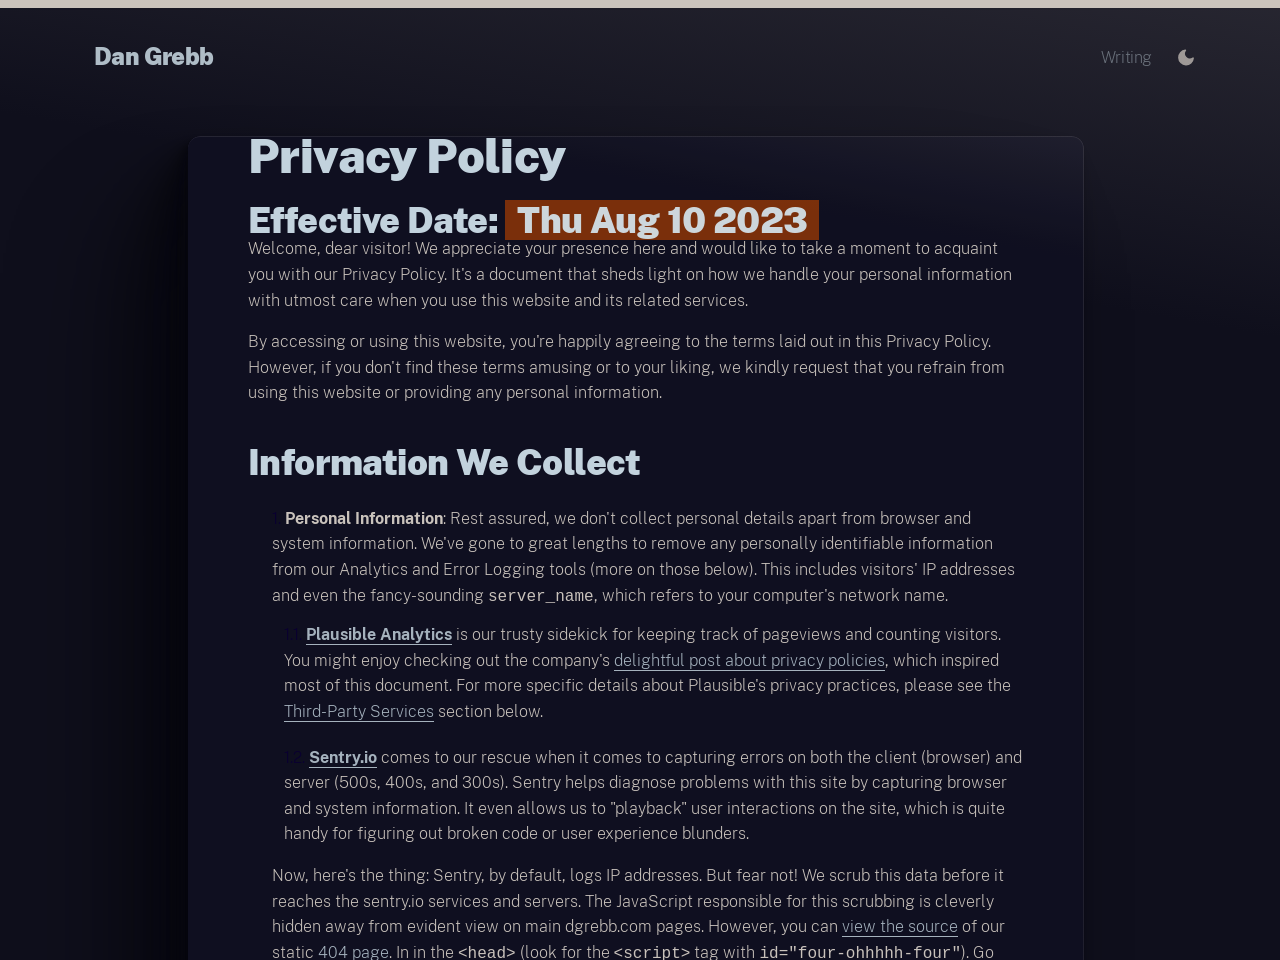 Dan Grebb
Writing
Privacy Policy
Effective Date: Thu Aug 10 2023
Welcome, dear visitor! We appreciate your presence here and would like to take a moment to acquaint
you with our Privacy Policy. It's a document that sheds light on how we handle your personal information
with utmost care when you use this website and its related services.
By accessing or using this website, you're happily agreeing to the terms laid out in this Privacy Policy.
However, if you don't find these terms amusing or to your liking, we kindly request that you refrain from
using this website or providing any personal information.
Information We Collect
1. Personal Information: Rest assured, we don't collect personal details apart from browser and
system information. We've gone to great lengths to remove any personally identifiable information
from our Analytics and Error Logging tools (more on those below). This includes visitors' IP addresses
and even the fancy-sounding server_name, which refers to your computer's network name.
1.1. Plausible Analytics is our trusty sidekick for keeping track of pageviews and counting visitors.
You might enjoy checking out the company's delightful post about privacy policies, which inspired
most of this document. For more specific details about Plausible's privacy practices, please see the
Third-Party Services section below.
1.2. Sentry.io comes to our rescue when it comes to capturing errors on both the client (browser) and
server (500s, 400s, and 300s). Sentry helps diagnose problems with this site by capturing browser
and system information. It even allows us to "playback" user interactions on the site, which is quite
handy for figuring out broken code or user experience blunders.
Now, here's the thing: Sentry, by default, logs IP addresses. But fear not! We scrub this data before it
reaches the sentry.io services and servers. The JavaScript responsible for this scrubbing is cleverly
hidden away from evident view on main dgrebb.com pages. However, you can view the source of our
static 404 page. In in the <head> (look for the <script> tag with id="four-ohhhhh-four"). Go